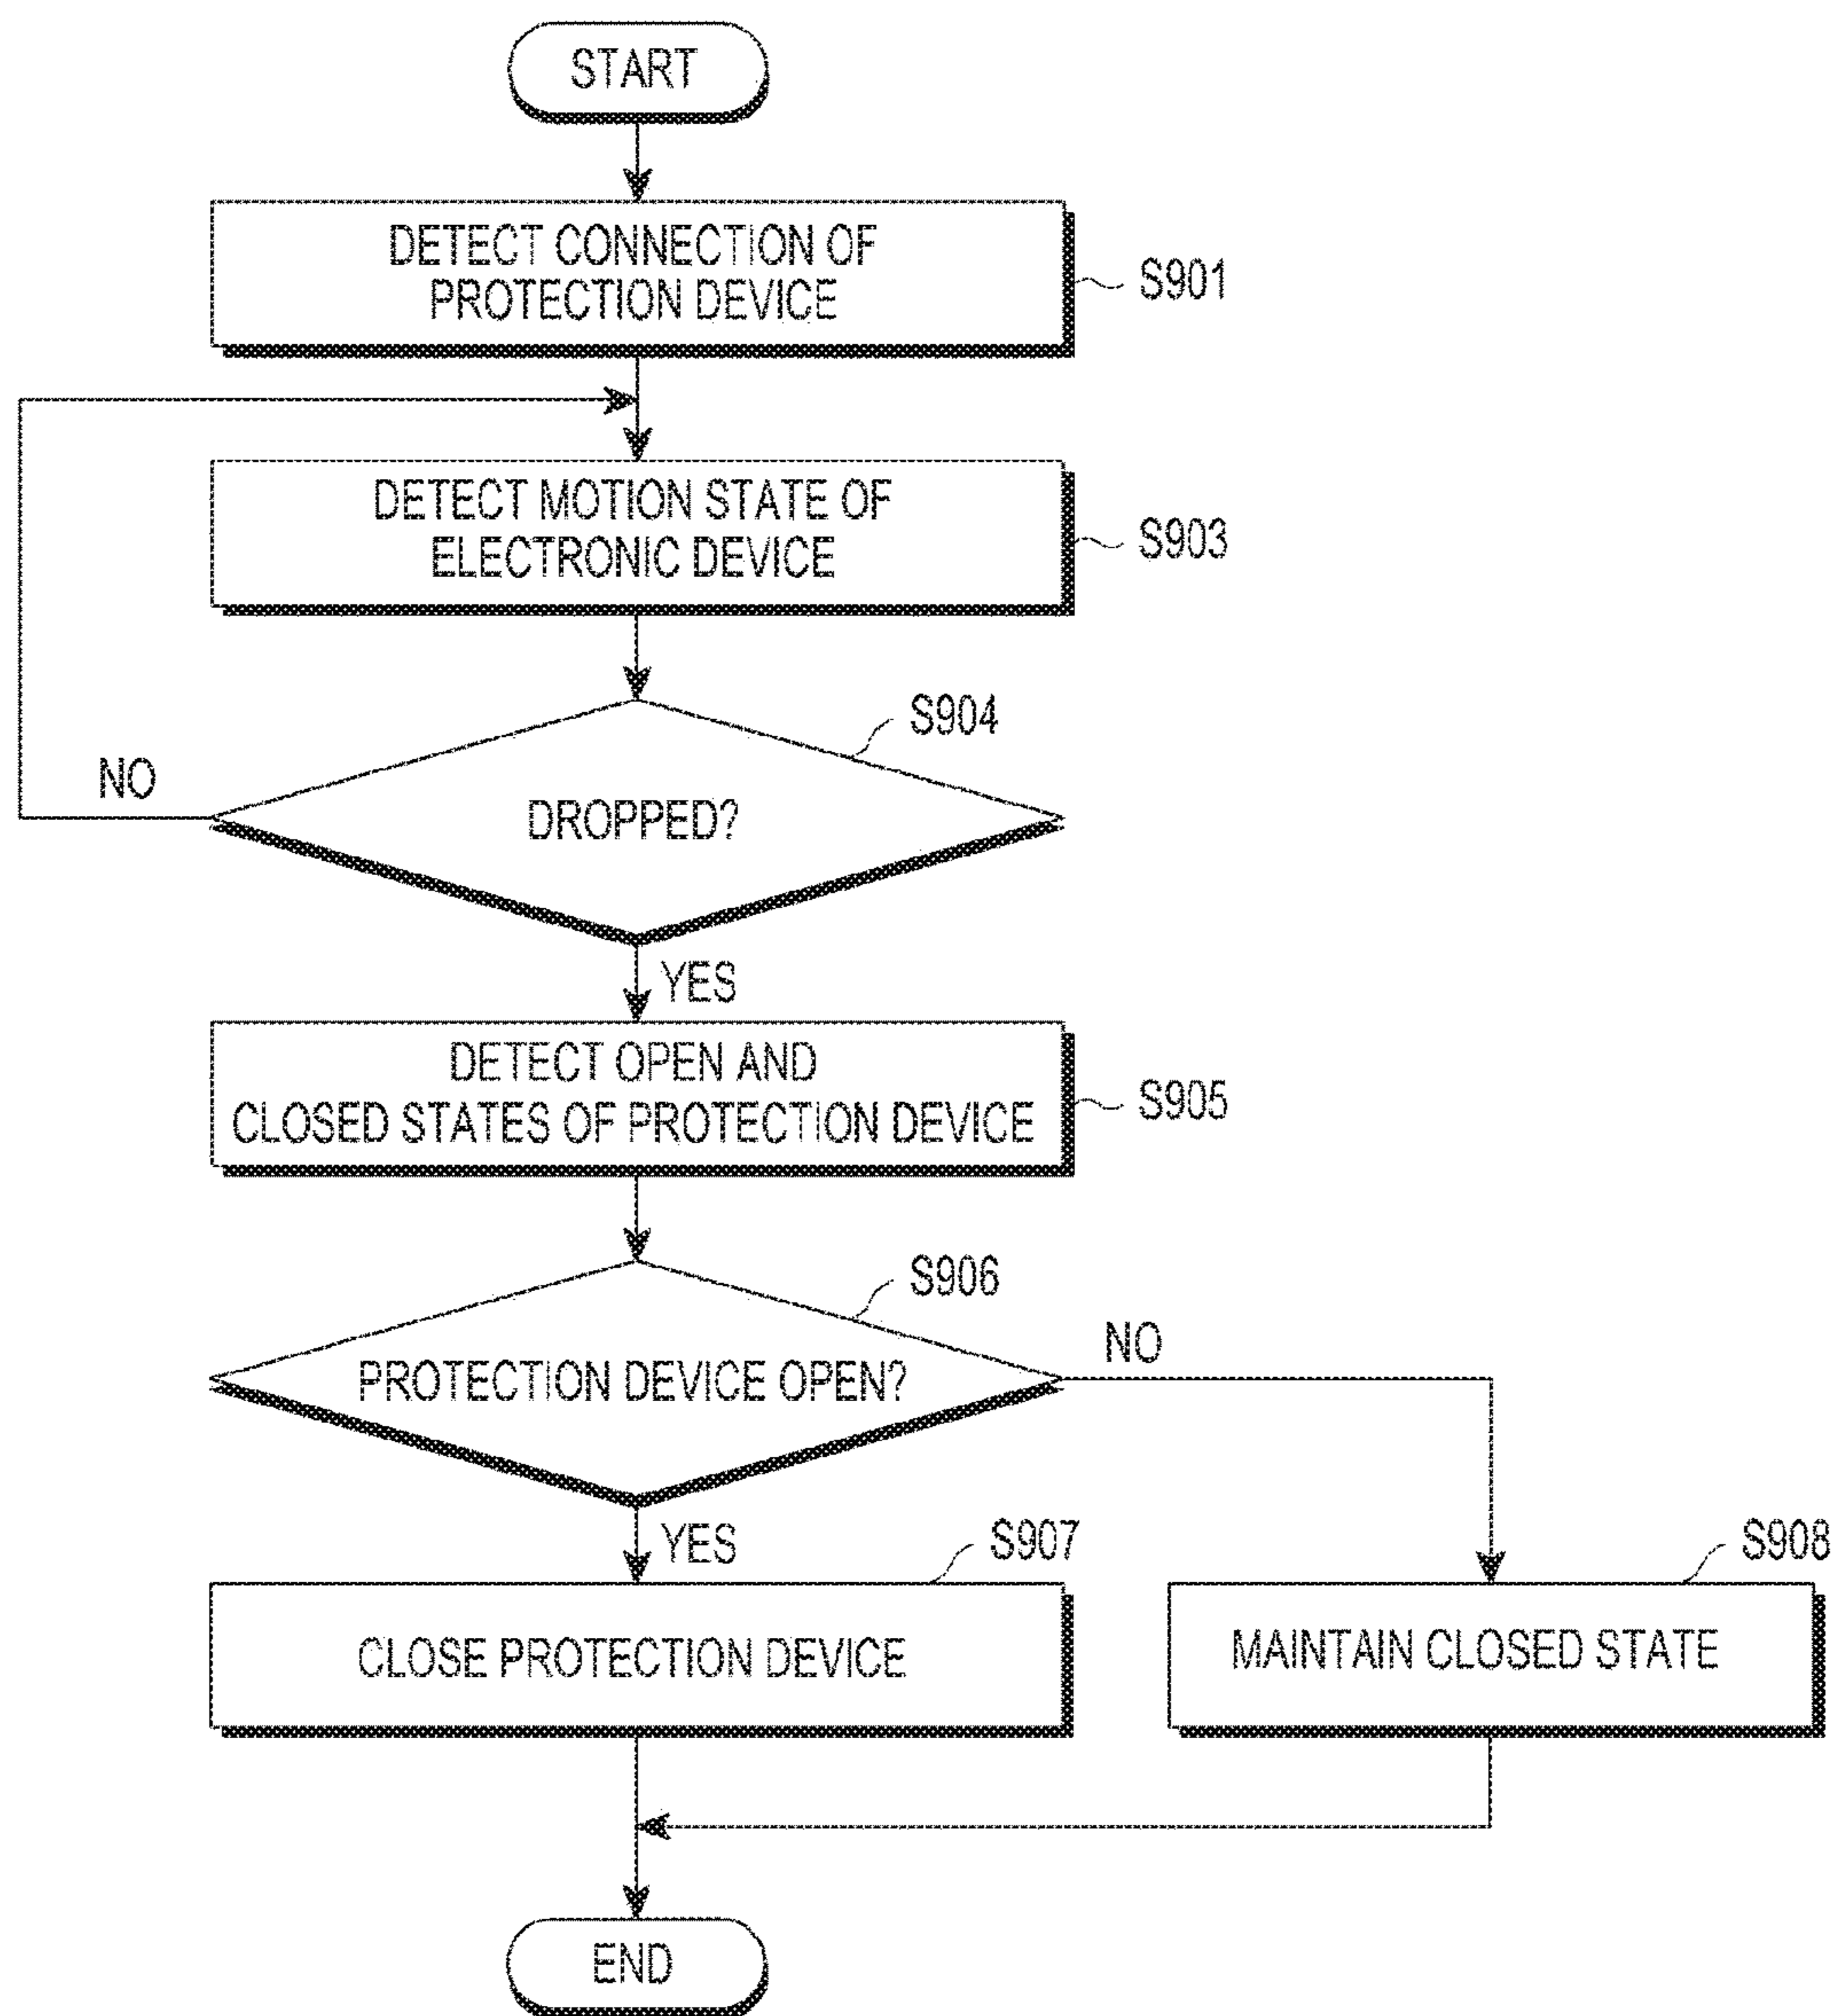 START
DETECT CONNECTION OF
PROTECTION DEVICE
S901
DETECT MOTION STATE OF
ELECTRONIC DEVICE
S903
S904
NO
DROPPED?
YES
DETECT OPEN AND
CLOSED STATES OF PROTECTION DEVICE
S905
S906
NO
PROTECTION DEVICE OPEN?
YES
S907
S908
CLOSE PROTECTION DEVICE
MAINTAIN CLOSED STATE
END